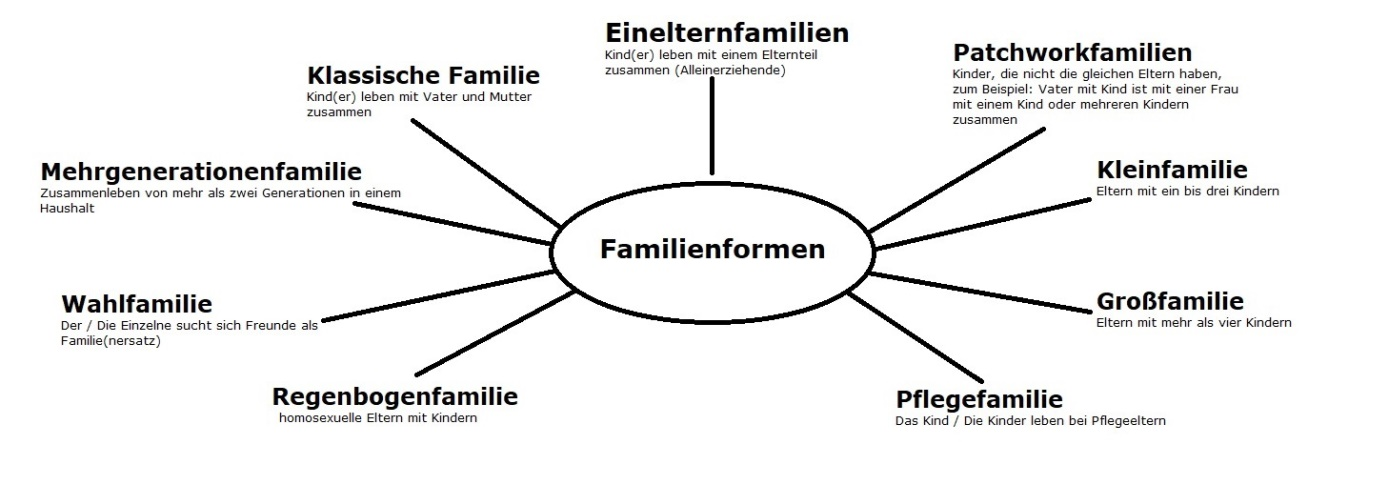 Einelternfamilien
Kind(er) leben mit einem Elternteil
zusammen (Alleinerziehende)
Patchworkfamilien
Kinder, die nicht die gleichen Eltern haben,
zum Beispiel: Vater mit Kind ist mit einer Frau
mit einem Kind oder mehreren Kindern
zusammen
Klassische Familie
Kind(er) leben mit Vater und Mutter
zusammen
Mehrgenerationenfamilie
Zusammenleben von mehr als zwei Generationen in einem
Haushalt
Kleinfamilie
Eltern mit ein bis drei Kindern
Familienformen
Wahlfamilie
Der / Die Einzelne sucht sich Freunde als
Familie(nersatz)
Großfamilie
Eltern mit mehr als vier Kindern
Regenbogenfamilie
homosexuelle Eltern mit Kindern
Pflegefamilie
Das Kind / Die Kinder leben bei Pflegeeltern